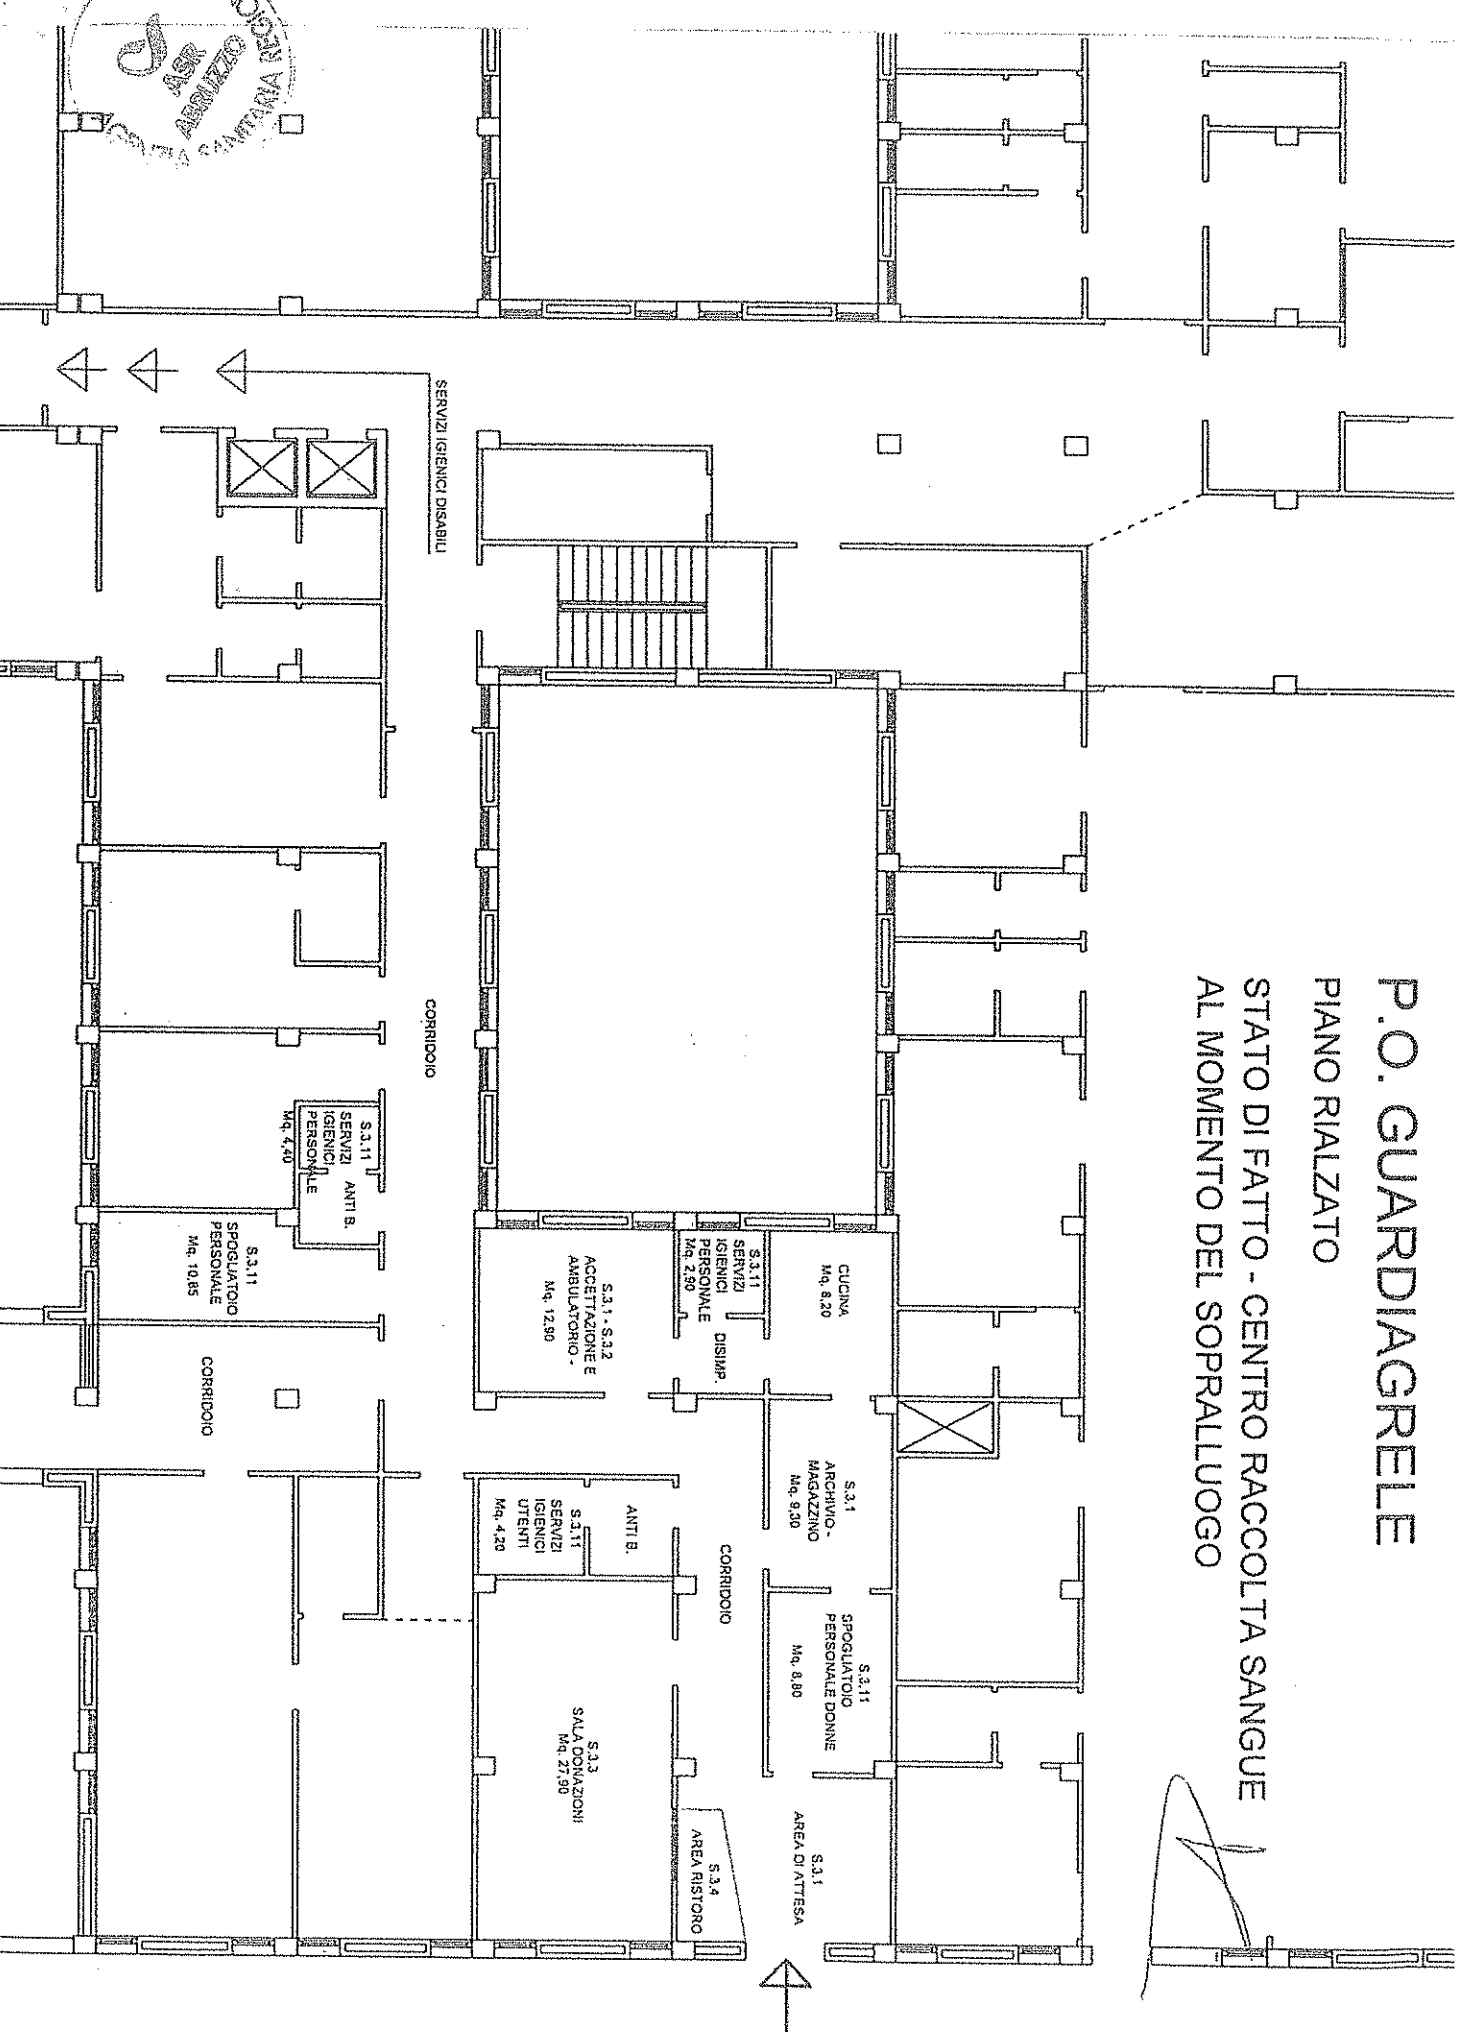 P.O. GUARDIAGRELE
PIANO RIALZATO
STATO DI FATTO - CENTRO RACCOLTA SANGUE
AL MOMENTO DEL SOPRALLUOGO
SERVIZI IGIENICI DISABILI
CORRIDOIO
S.3.11
SERVIZI
IGIENICI
PERSONALE
Mq. 4,40
ANTI B.
S.3.11
SPOGLIATOIO
PERSONALE
Mq. 10,85
CORRIDOIO
CUCINA
Mq. 8,20
S.3.11
SERVIZI
IGIENICI
PERSONALE
Mq. 2,90
DISIMP.
S.3.1 - S.3.2
ACCETTAZIONE E
AMBULATORIO -
Mq. 12,90
S.3.1
ARCHIVIO -
MAGAZZINO
Mq. 9,30
ANTI B.
S.3.11
SERVIZI
IGIENICI
UTENTI
Mq. 4,20
CORRIDOIO
S.3.11
SPOGLIATOIO
PERSONALE DONNE
Mq. 8,80
S.3.3
SALA DONAZIONI
Mq. 27,90
S.3.1
AREA DI ATTESA
S.3.4
AREA RISTORO
ASR
ABRUZZO
SANITARIA